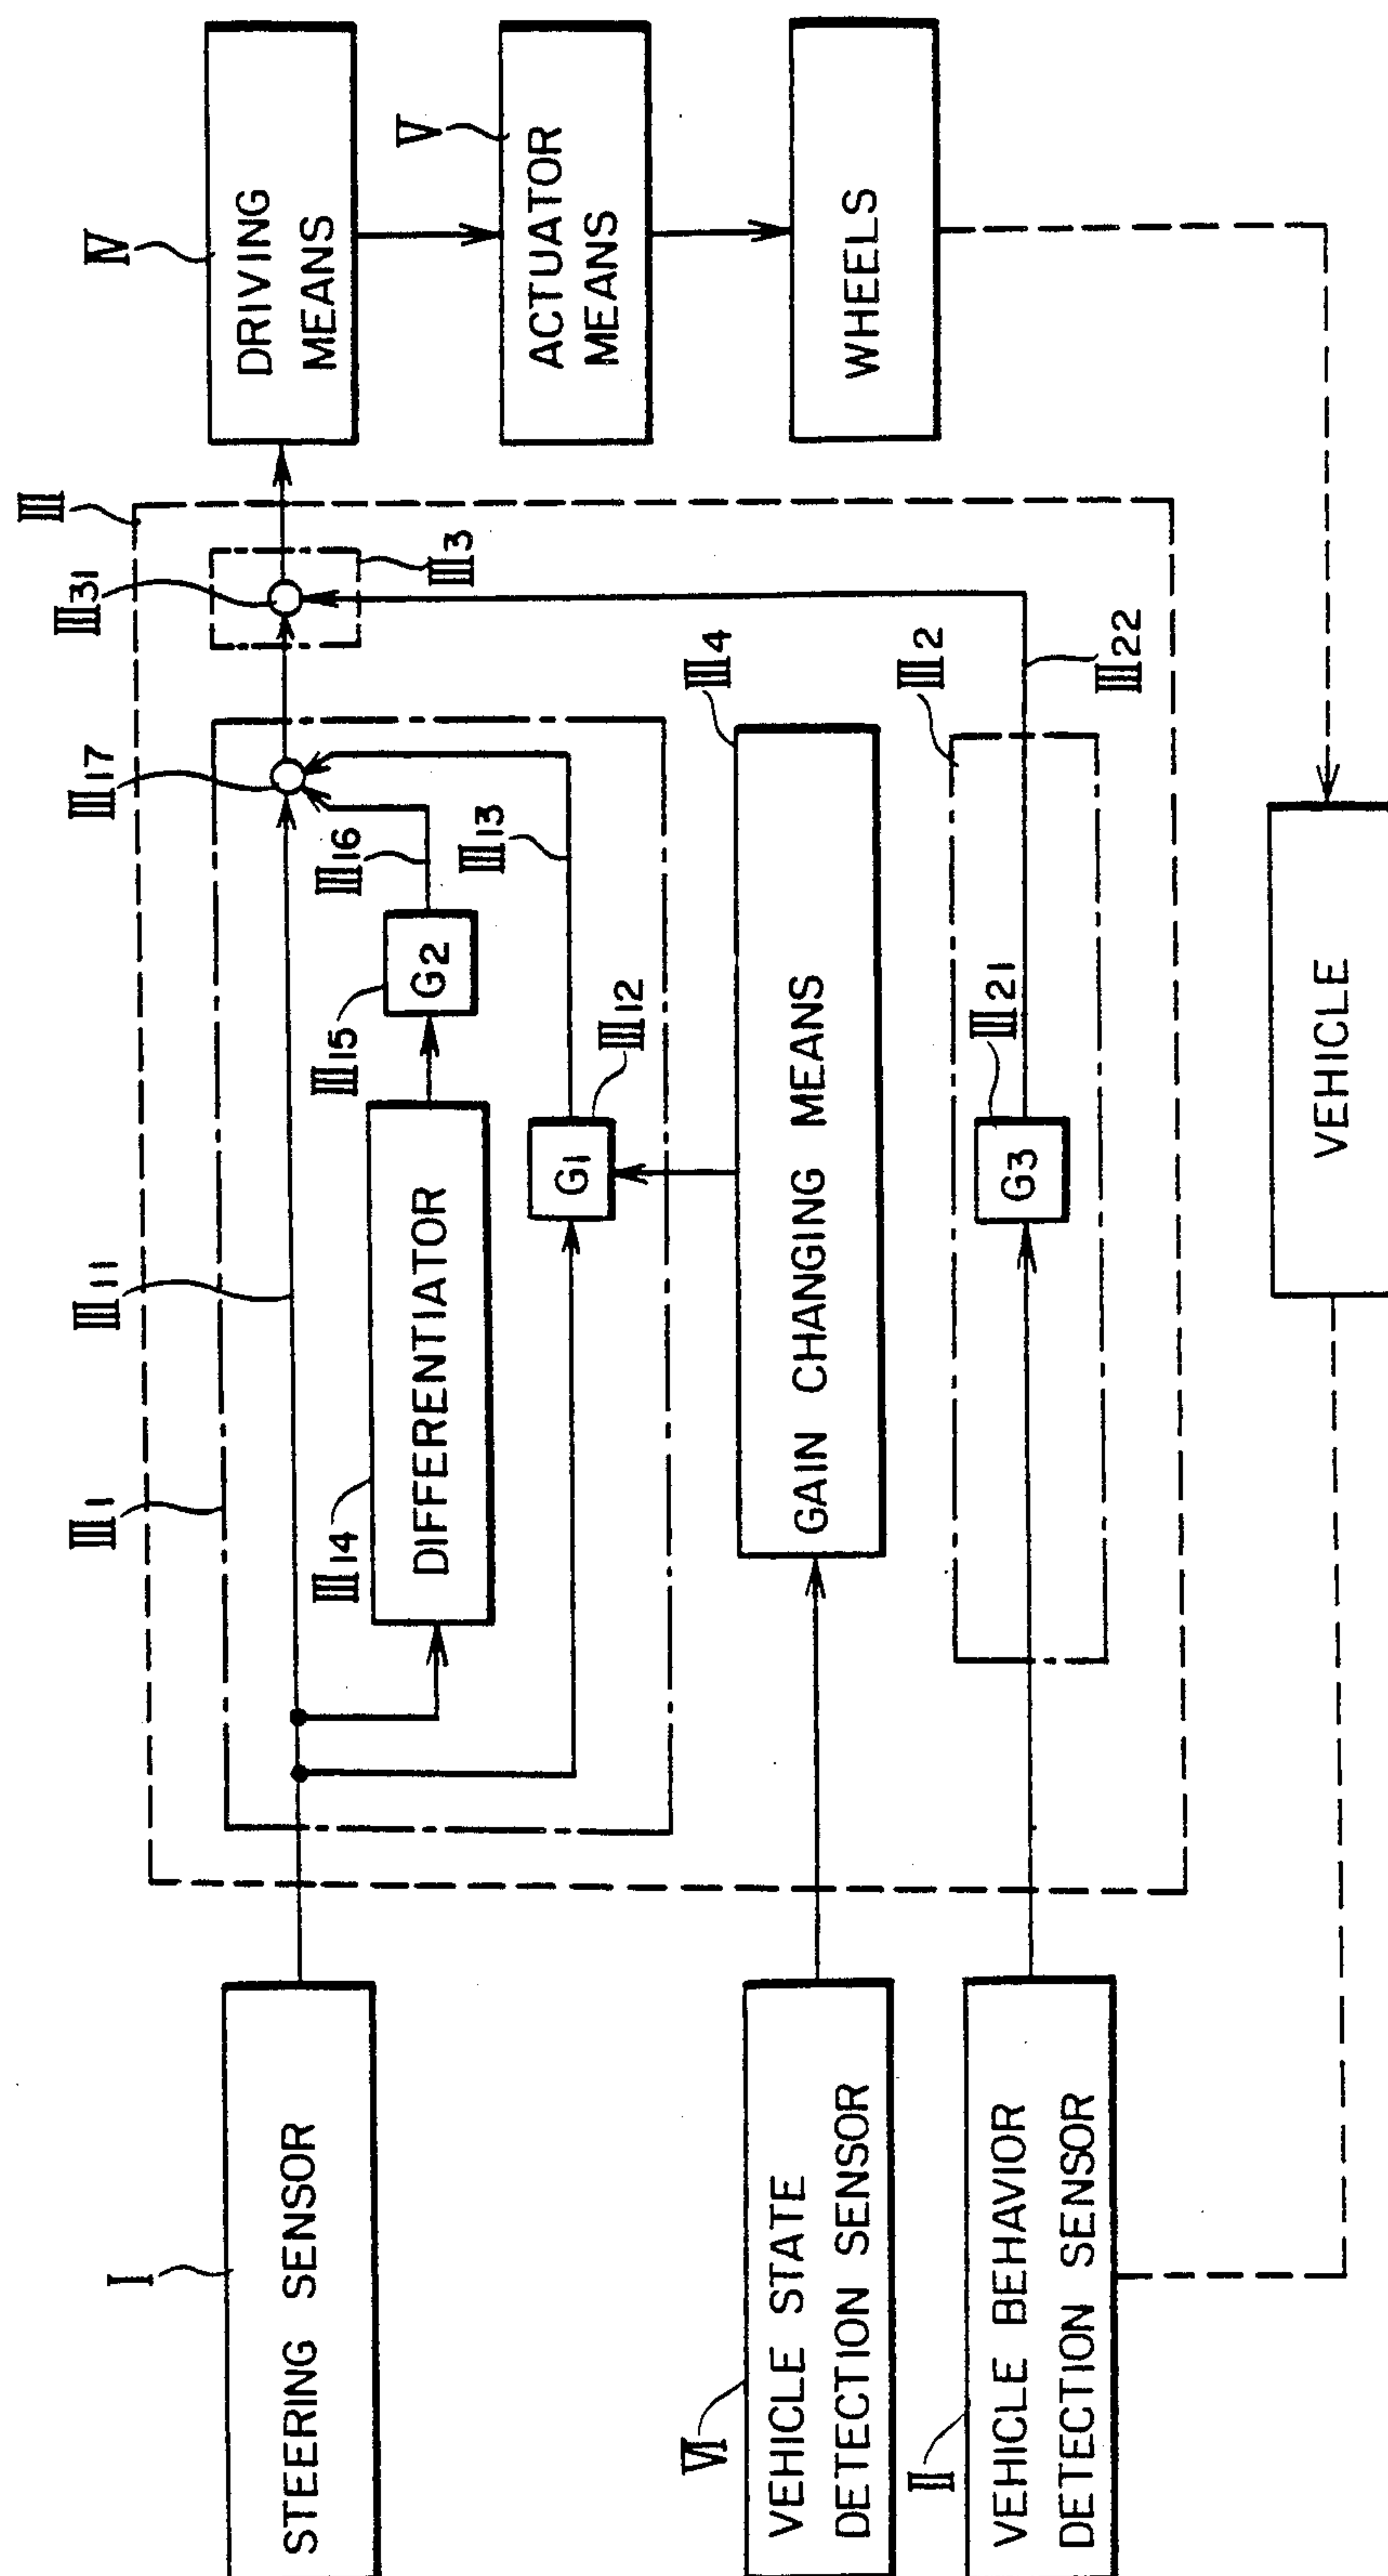 I
STEERING SENSOR
VI
VEHICLE STATE
DETECTION SENSOR
II
VEHICLE BEHAVIOR
DETECTION SENSOR
III
III1
III11
III14
DIFFERENTIATOR
III15
G2
III16
III17
G1
III12
III13
III4
GAIN CHANGING MEANS
III2
III21
G3
III22
III31
III3
IV
DRIVING
MEANS
V
ACTUATOR
MEANS
WHEELS
VEHICLE